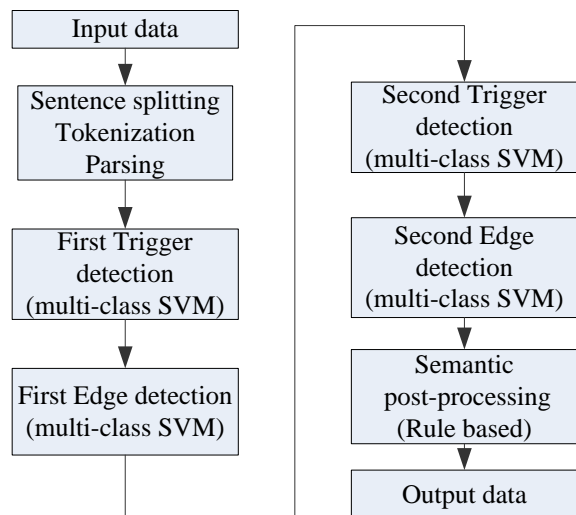 Input data
Sentence splitting
Tokenization
Parsing
First Trigger
detection
(multi-class SVM)
First Edge detection
(multi-class SVM)
Second Trigger
detection
(multi-class SVM)
Second Edge
detection
(multi-class SVM)
Semantic
post-processing
(Rule based)
Output data